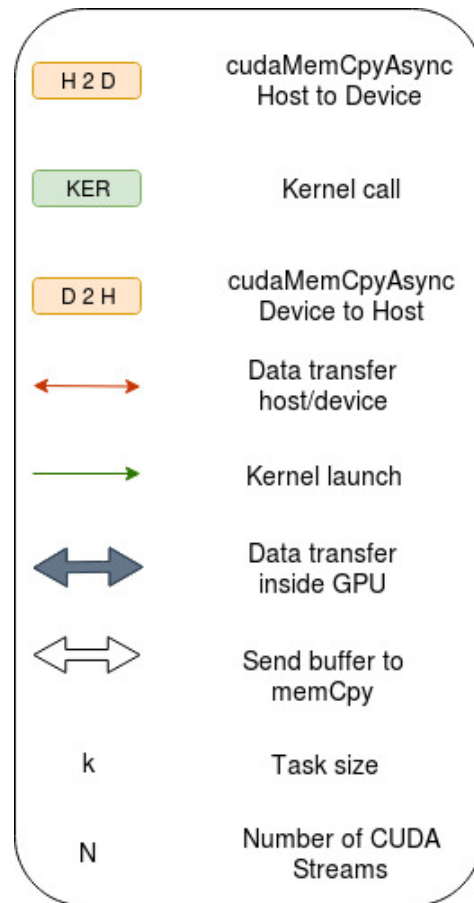 H 2 D
cudaMemCpyAsync
Host to Device
KER
Kernel call
D 2 H
cudaMemCpyAsync
Device to Host
Data transfer
host/device
Kernel launch
Data transfer
inside GPU
Send buffer to
memCpy
k
Task size
N
Number of CUDA
Streams